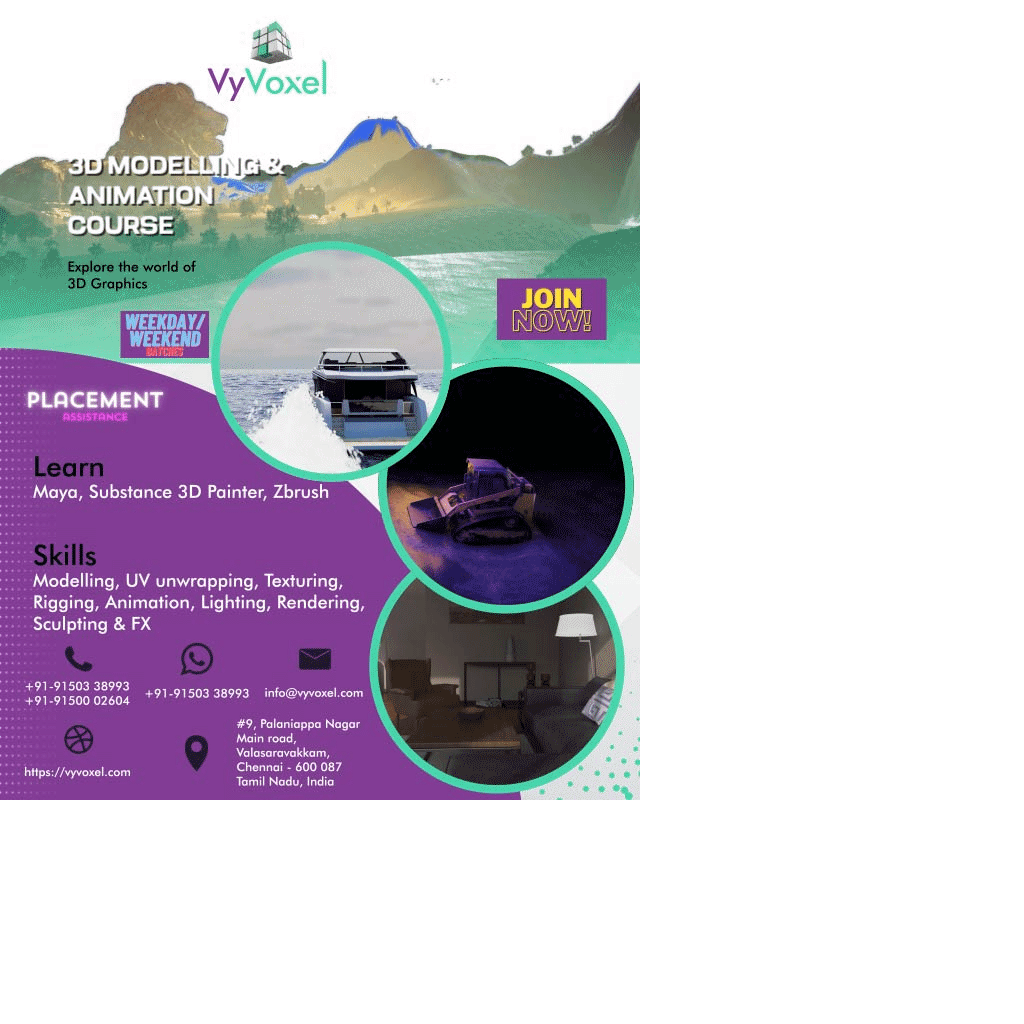 VyVoxel
3D MODELLING &
ANIMATION
COURSE
Explore the world of
3D Graphics
JOIN
NOW!
WEEKDAY/
WEEKEND
BATCHES
PLACEMENT
ASSISTANCE
Learn
Maya, Substance 3D Painter, Zbrush
Skills
Modelling, UV unwrapping, Texturing,
Rigging, Animation, Lighting, Rendering,
Sculpting & FX
+91-91503 38993
+91-91500 02604
+91-91503 38993
info@vyvoxel.com
https://vyvoxel.com
#9, Palaniappa Nagar
Main road,
Valasaravakkam,
Chennai - 600 087
Tamil Nadu, India